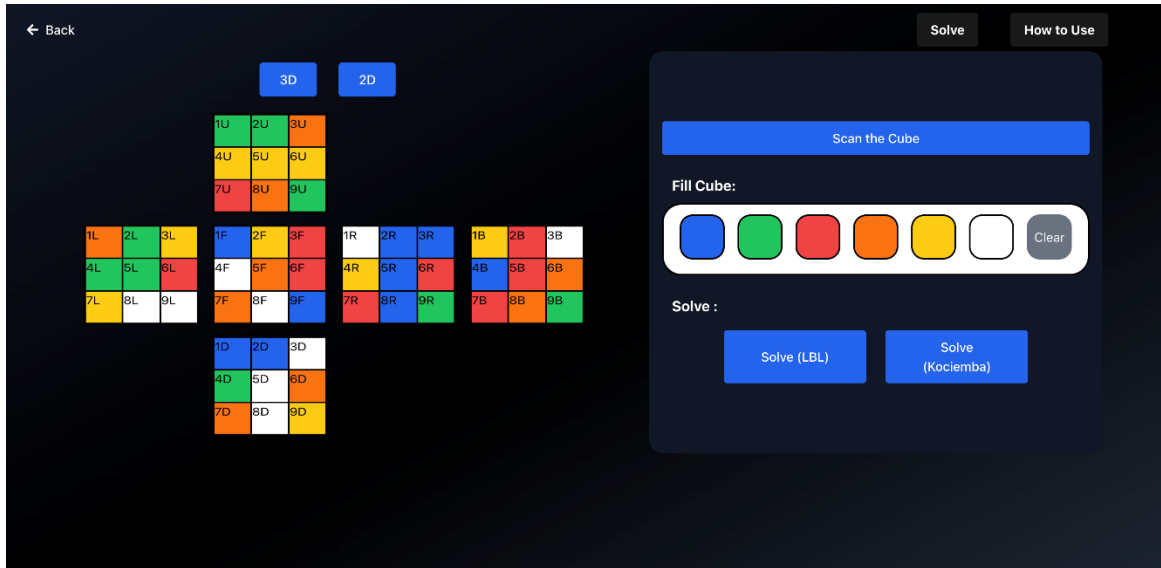 Back
Solve
How to Use
3D
2D
Scan the Cube
1U 2U 3U
4U 5U 6U
7U 8U 9U
Fill Cube:
Clear
1L 2L 3L 1F 2F 3F 1R 2R 3R 1B 2B 3B
4L 5L 6L 4F 5F 6F 4R 5R 6R 4B 5B 6B
7L 8L 9L 7F 8F 9F 7R 8R 9R 7B 8B 9B
Solve :
Solve (LBL)
Solve
(Kociemba)
1D 2D 3D
4D 5D 6D
7D 8D 9D